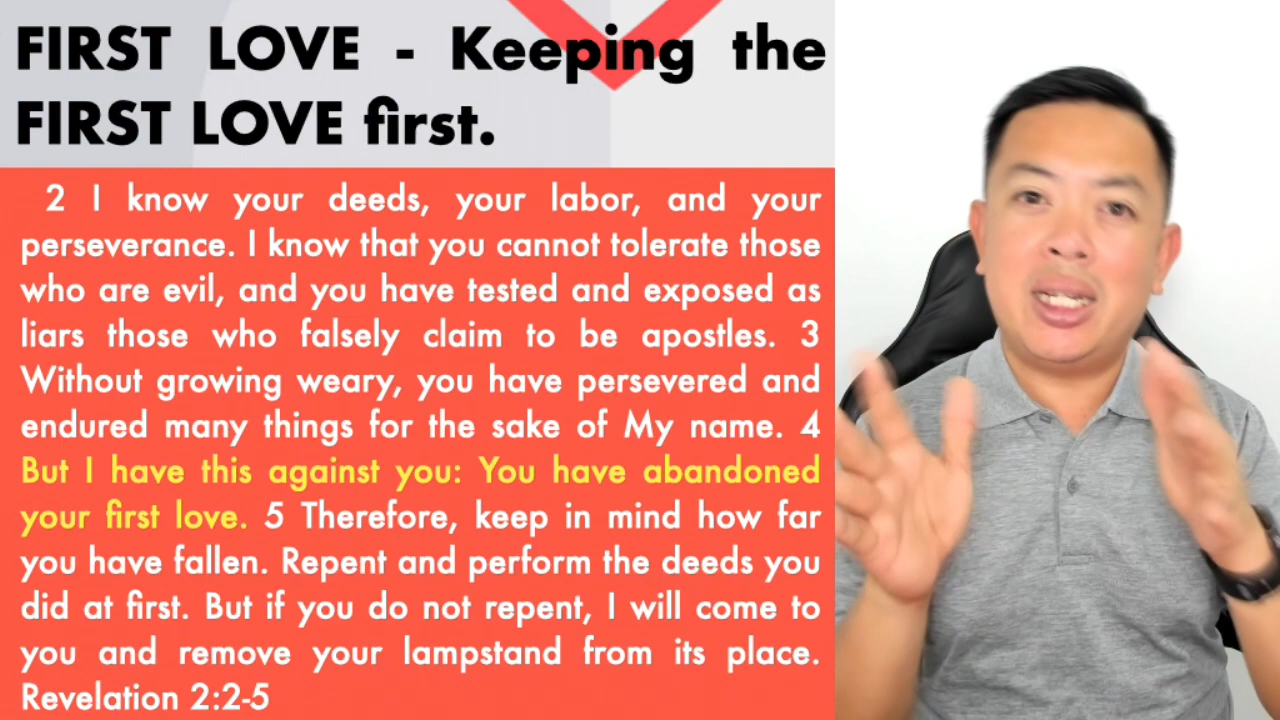 FIRST LOVE - Keeping the
FIRST LOVE first.
2 I know your deeds, your labor, and your
perseverance. I know that you cannot tolerate those
who are evil, and you have tested and exposed as
liars those who falsely claim to be apostles. 3
Without growing weary, you have persevered and
endured many things for the sake of My name. 4
But I have this against you: You have abandoned
your first love. 5 Therefore, keep in mind how far
you have fallen. Repent and perform the deeds you
did at first. But if you do not repent, I will come to
you and remove your lampstand from its place.
Revelation 2:2-5